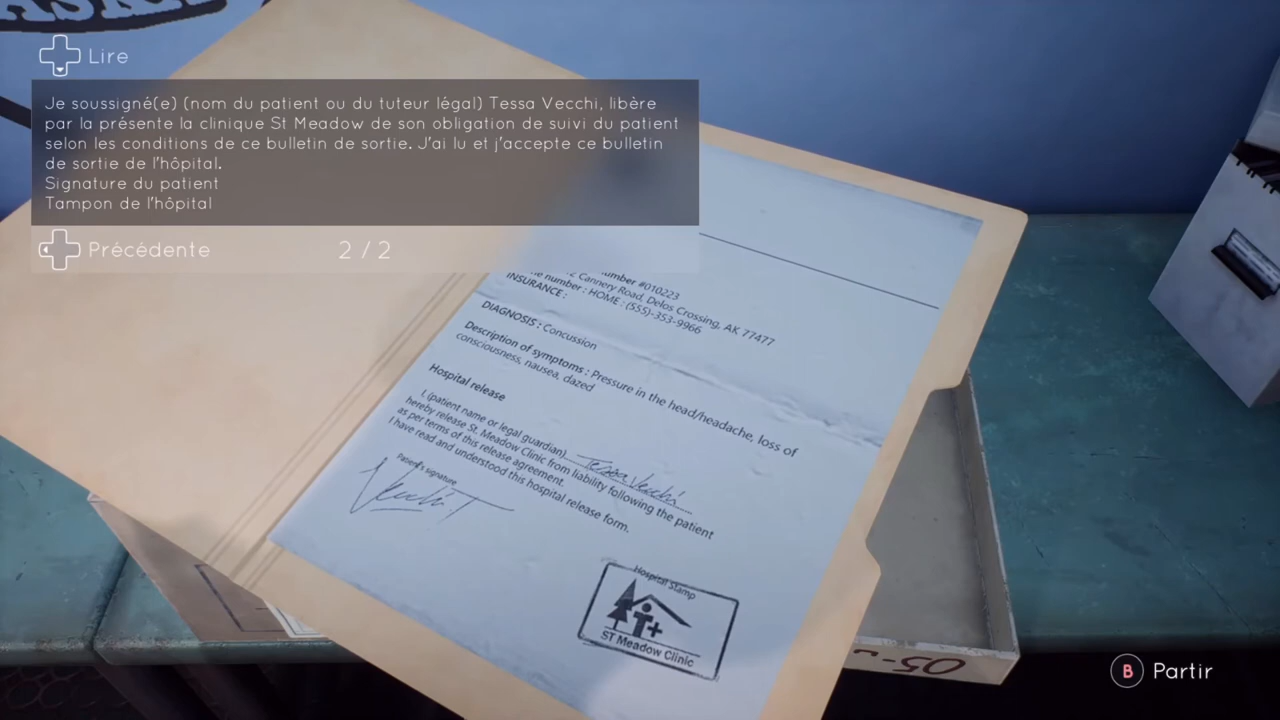 Lire
Je soussigné(e) (nom du patient ou du tuteur légal) Tessa Vecchi, libère
par la présente la clinique St Meadow de son obligation de suivi du patient
selon les conditions de ce bulletin de sortie. J'ai lu et j'accepte ce bulletin
de sortie de l'hôpital.
Signature du patient
Tampon de l'hôpital
Précédente 2 / 2
number #010223
Cannery Road, Delos Crossing, AK 77477
number : HOME : (555)-353-9966
INSURANCE :
DIAGNOSIS : Concussion
Description of symptoms : Pressure in the head/headache, loss of
consciousness, nausea, dazed
Hospital release
I, (patient name or legal guardian) Tessa Vecchi
hereby release St. Meadow Clinic from liability following the patient
as per terms of this release agreement.
I have read and understood this hospital release form.
Patient's signature
Vecchi T
Hospital Stamp
ST Meadow Clinic
B Partir